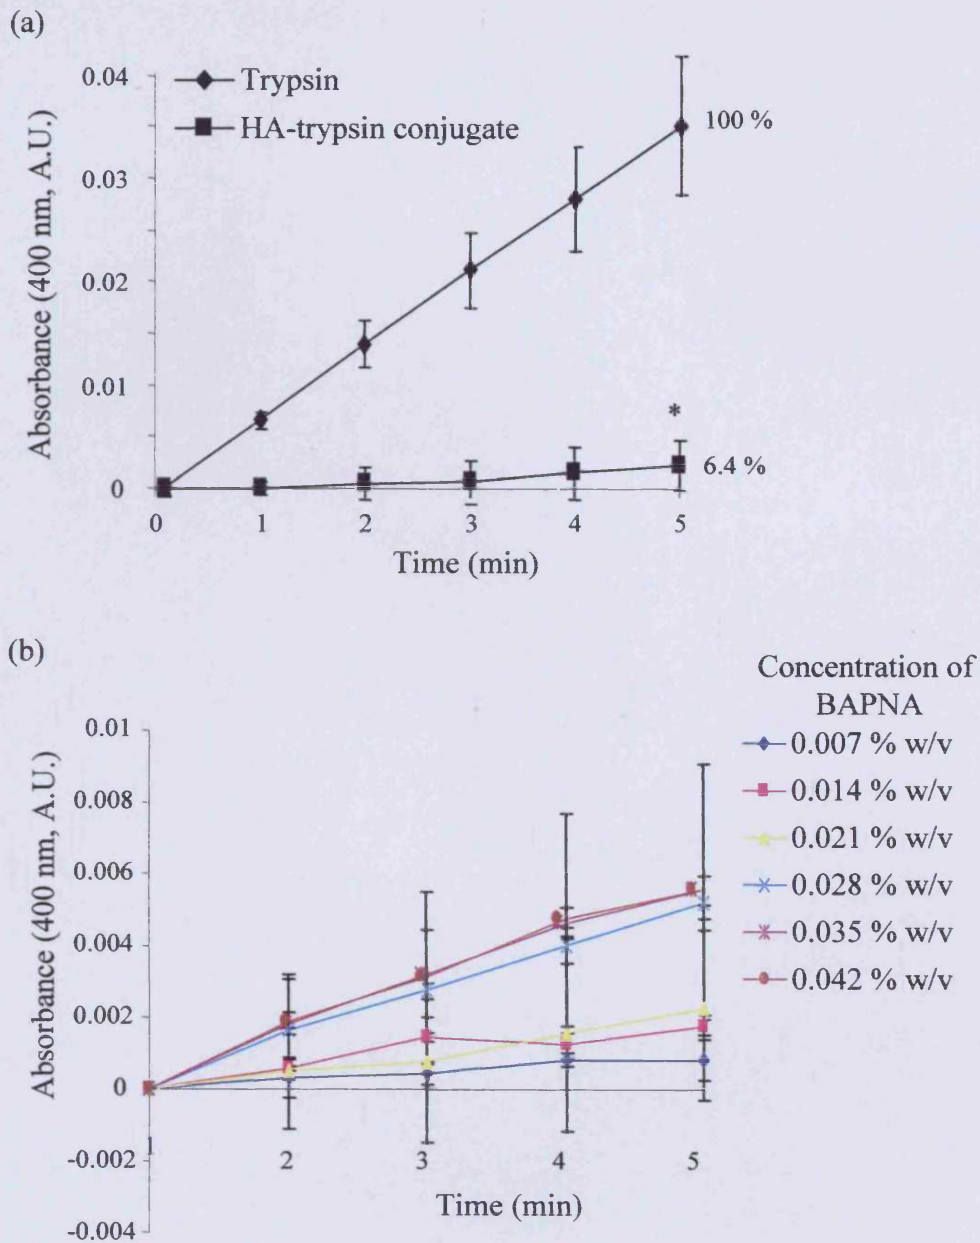 (a)
0.04
0.03
0.02
0.01
0
Absorbance (400 nm, A.U.)
Trypsin
HA-trypsin conjugate
100 %
*
6.4 %
0 1 2 3 4 5
Time (min)
(b)
Concentration of
BAPNA
0.007 % w/v
0.014 % w/v
0.021 % w/v
0.028 % w/v
0.035 % w/v
0.042 % w/v
0.01
0.008
0.006
0.004
0.002
0
-0.002
-0.004
Absorbance (400 nm, A.U.)
1 2 3 4 5
Time (min)